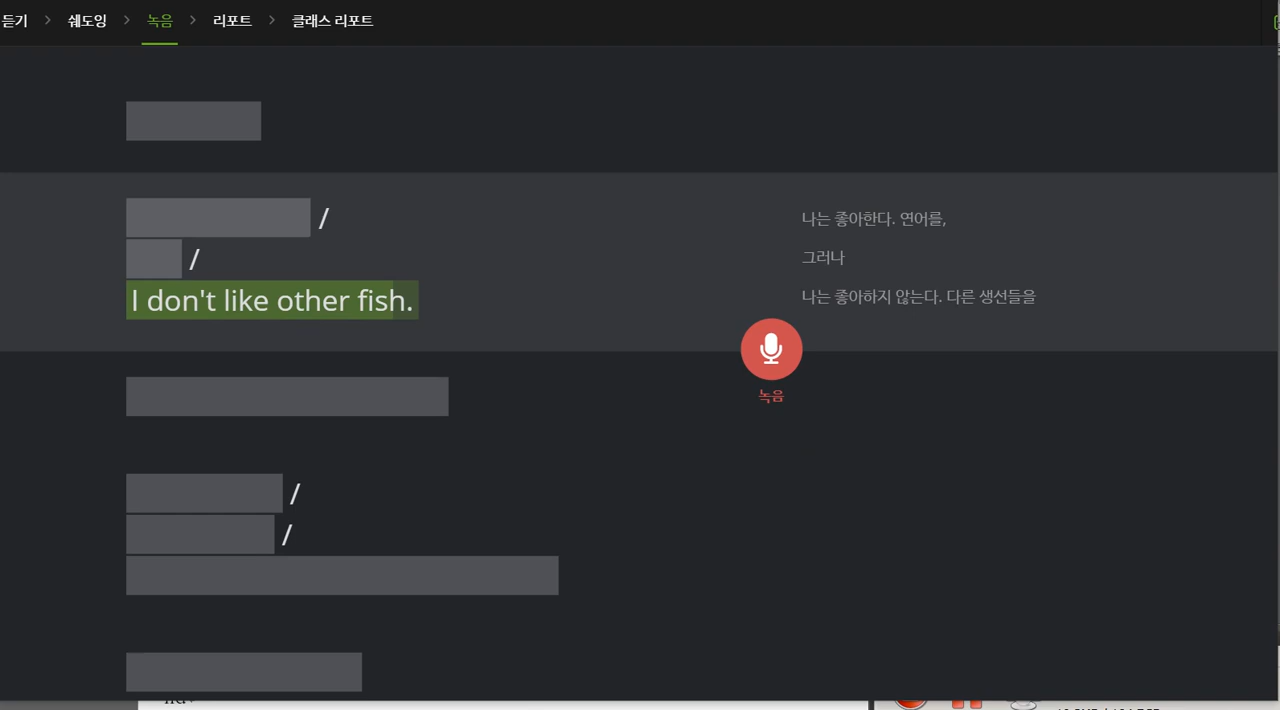 듣기 > 쉐도잉 > 녹음 > 리포트 > 클래스 리포트
/
나는 좋아한다. 연어를,
/
그러나
I don't like other fish.
나는 좋아하지 않는다. 다른 생선들을
녹음
/
/